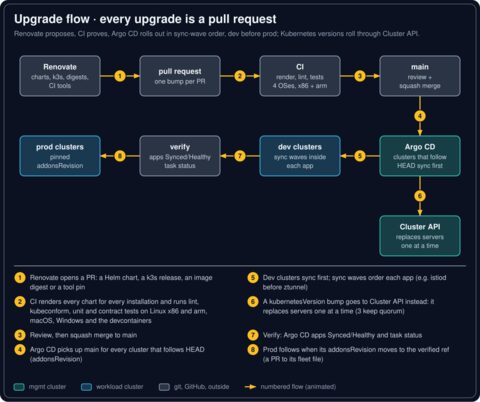 Upgrade flow · every upgrade is a pull request
Renovate proposes, CI proves, Argo CD rolls out in sync-wave order, dev before prod; Kubernetes versions roll through Cluster API.
Renovate
charts, k3s, digests,
CI tools
1
pull request
one bump per PR
2
CI
render, lint, tests
4 OSes, x86 + arm
3
main
review +
squash merge
4
prod clusters
pinned
addonsRevision
8
verify
apps Synced/Healthy
task status
7
dev clusters
sync waves inside
each app
5
Argo CD
clusters that follow
HEAD sync first
6
Cluster API
replaces servers
one at a time
1 Renovate opens a PR: a Helm chart, a k3s release, an image
digest or a tool pin
2 CI renders every chart for every installation and runs lint,
kubeconform, unit and contract tests on Linux x86 and arm,
macOS, Windows and the devcontainers
3 Review, then squash merge to main
4 Argo CD picks up main for every cluster that follows HEAD
(addonsRevision)
5 Dev clusters sync first; sync waves order each app (e.g. istiod
before ztunnel)
6 A kubernetesVersion bump goes to Cluster API instead: it
replaces servers one at a time (3 keep quorum)
7 Verify: Argo CD apps Synced/Healthy and task status
8 Prod follows when its addonsRevision moves to the verified ref
(a PR to its fleet file)
mgmt cluster
workload cluster
git, GitHub, outside
numbered flow (animated)